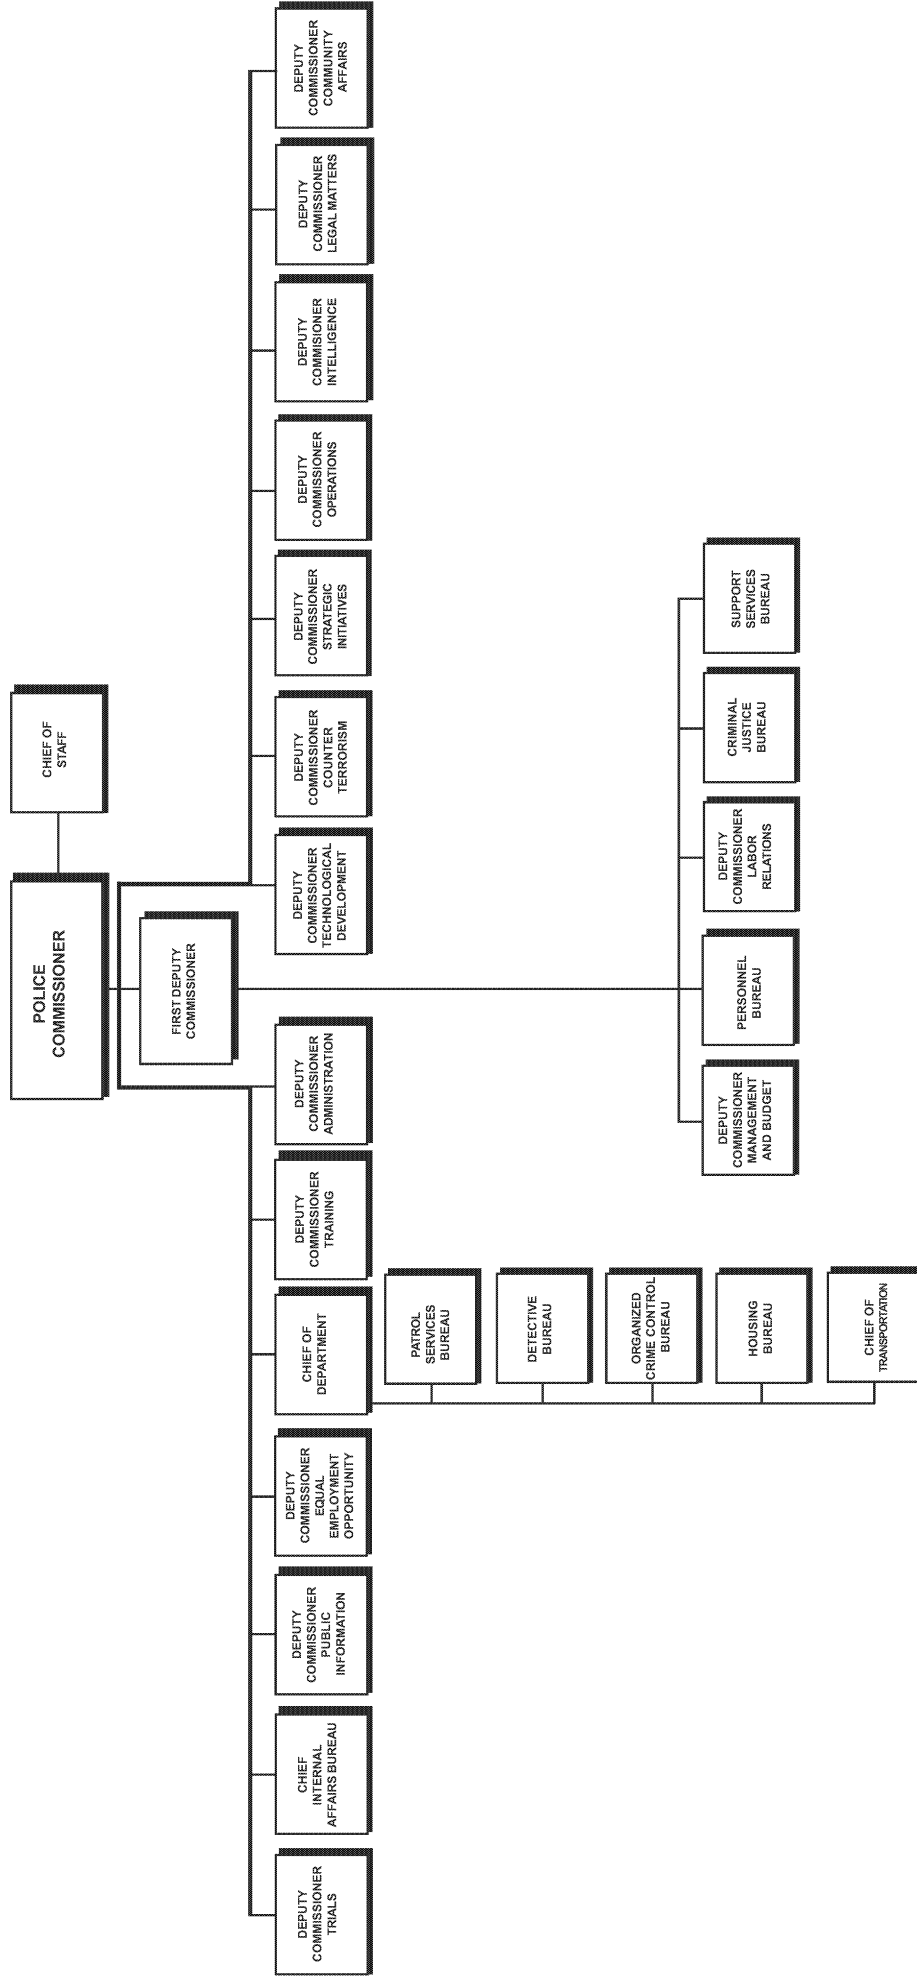 POLICE
COMMISSIONER
CHIEF OF
STAFF
FIRST DEPUTY
COMMISSIONER
DEPUTY
COMMISSIONER
TRIALS
CHIEF
INTERNAL
AFFAIRS BUREAU
DEPUTY
COMMISSIONER
PUBLIC
INFORMATION
DEPUTY
COMMISSIONER
EQUAL
EMPLOYMENT
OPPORTUNITY
CHIEF OF
DEPARTMENT
DEPUTY
COMMISSIONER
TRAINING
DEPUTY
COMMISSIONER
ADMINISTRATION
DEPUTY
COMMISSIONER
TECHNOLOGICAL
DEVELOPMENT
DEPUTY
COMMISSIONER
COUNTER
TERRORISM
DEPUTY
COMMISSIONER
STRATEGIC
INITIATIVES
DEPUTY
COMMISSIONER
OPERATIONS
DEPUTY
COMMISIONER
INTELLIGENCE
DEPUTY
COMMISSIONER
LEGAL MATTERS
DEPUTY
COMMISSIONER
COMMUNITY
AFFAIRS
PATROL
SERVICES
BUREAU
DETECTIVE
BUREAU
ORGANIZED
CRIME CONTROL
BUREAU
HOUSING
BUREAU
CHIEF OF
TRANSPORTATION
DEPUTY
COMMISSIONER
MANAGEMENT
AND BUDGET
PERSONNEL
BUREAU
DEPUTY
COMMISSIONER
LABOR
RELATIONS
CRIMINAL
JUSTICE
BUREAU
SUPPORT
SERVICES
BUREAU